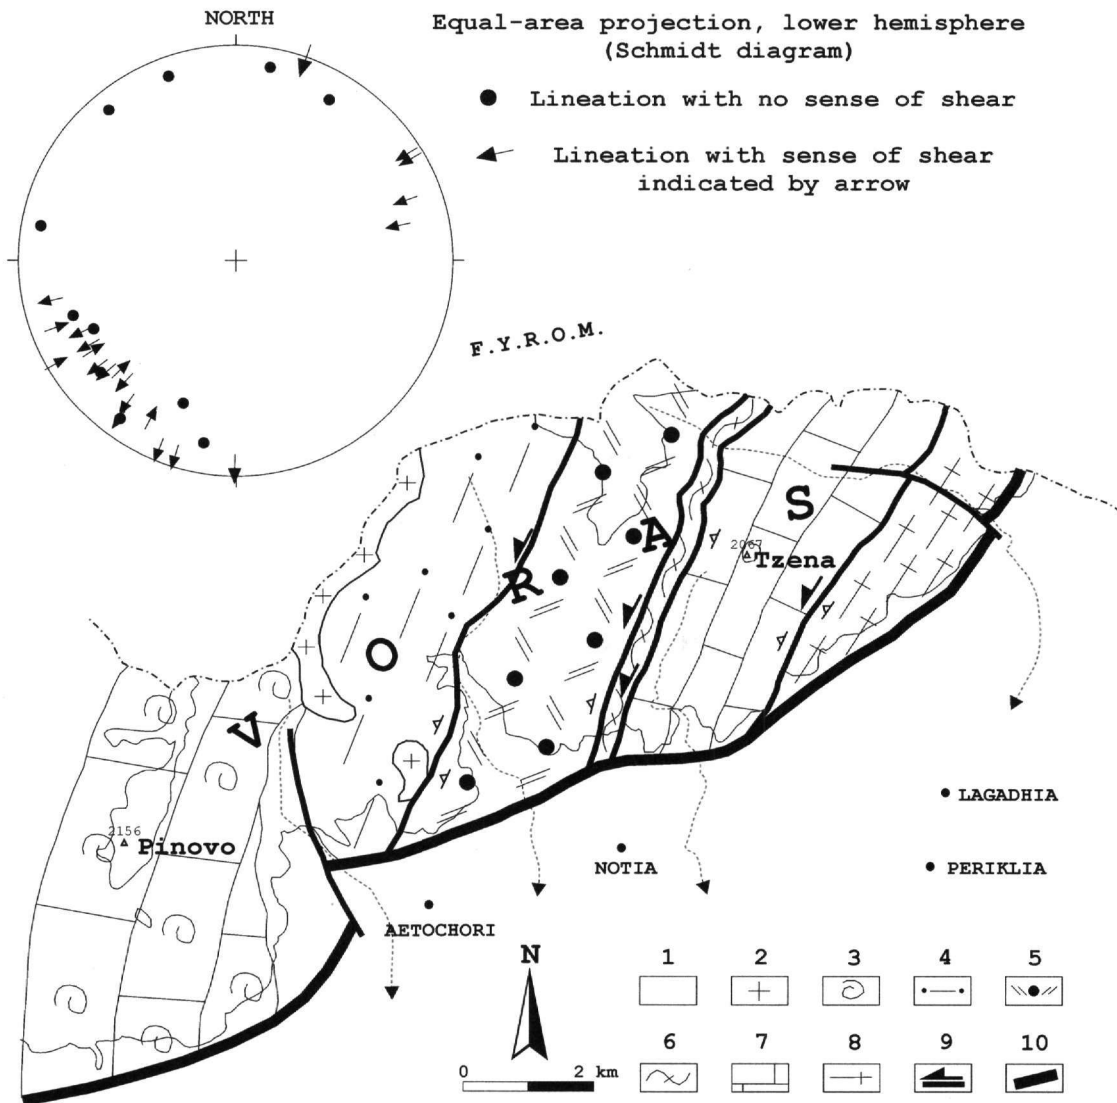 NORTH
Equal-area projection, lower hemisphere
(Schmidt diagram)
Lineation with no sense of shear
Lineation with sense of shear
indicated by arrow
F.Y.R.O.M.
V O R A S
2067
Tzena
2156
Pinovo
LAGADHIA
NOTIA
PERIKLIA
AETOCHORI
N
0 2 km
1 2 3 4 5
6 7 8 9 10